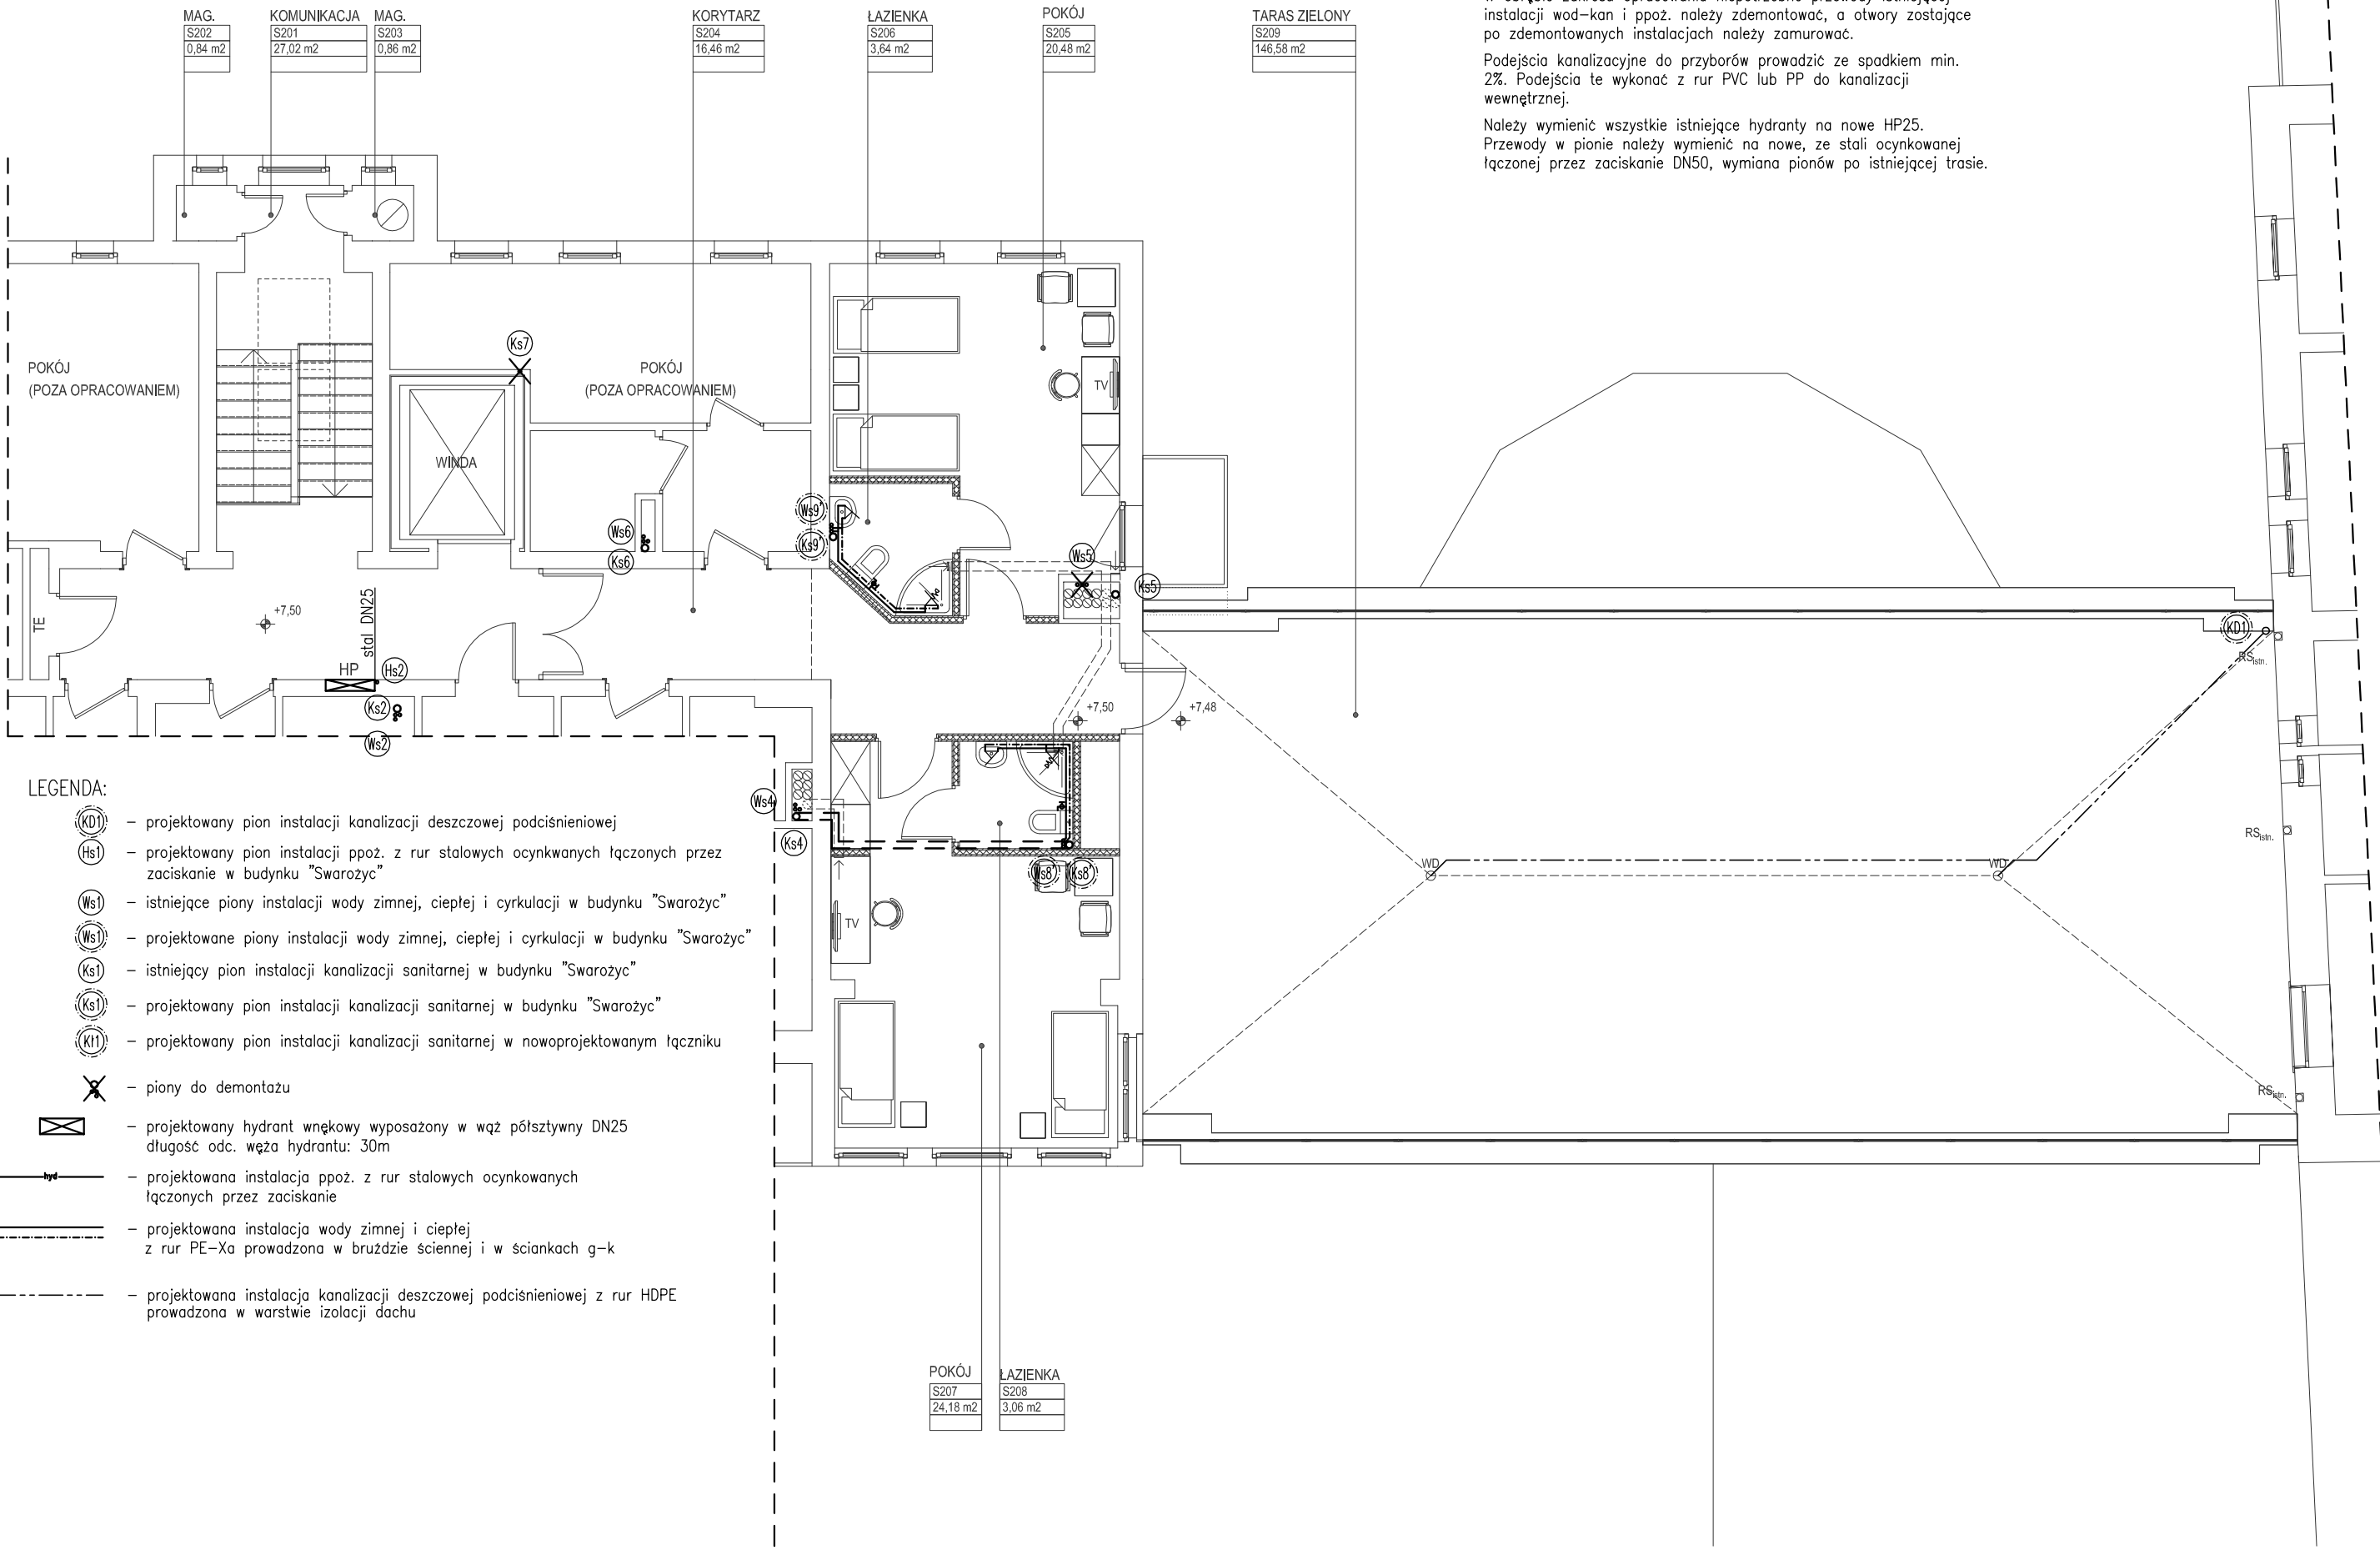 MAG.
S202
0,84 m2
KOMUNIKACJA
S201
27,02 m2
MAG.
S203
0,86 m2
KORYTARZ
S204
16,46 m2
ŁAZIENKA
S206
3,64 m2
POKÓJ
S205
20,48 m2
TARAS ZIELONY
S209
146,58 m2
instalacji wod-kan i ppoż. należy zdemontować, a otwory zostające
po zdemontowanych instalacjach należy zamurować.
Podejścia kanalizacyjne do przyborów prowadzić ze spadkiem min.
2%. Podejścia te wykonać z rur PVC lub PP do kanalizacji
wewnętrznej.
Należy wymienić wszystkie istniejące hydranty na nowe HP25.
Przewody w pionie należy wymienić na nowe, ze stali ocynkowanej
łączonej przez zaciskanie DN50, wymiana pionów po istniejącej trasie.
POKÓJ
(POZA OPRACOWANIEM)
Ks7
POKÓJ
(POZA OPRACOWANIEM)
TV
WINDA
Ws9'
Ks9'
Ws6
Ks6
Ws5
Ks5
TE
+7,50
stal DN25
HP
Hs2
Ks2
Ws2
+7,50
+7,48
KD1
RSistn.
RSistn.
RSistn.
WD
WD
Ws4
Ks4
Ws8'
Ks8'
TV
LEGENDA:
KD1 – projektowany pion instalacji kanalizacji deszczowej podciśnieniowej
Hs1 – projektowany pion instalacji ppoż. z rur stalowych ocynkwanych łączonych przez
zaciskanie w budynku "Swarożyc"
Ws1 – istniejące piony instalacji wody zimnej, ciepłej i cyrkulacji w budynku "Swarożyc"
Ws1 – projektowane piony instalacji wody zimnej, ciepłej i cyrkulacji w budynku "Swarożyc"
Ks1 – istniejący pion instalacji kanalizacji sanitarnej w budynku "Swarożyc"
Ks1 – projektowany pion instalacji kanalizacji sanitarnej w budynku "Swarożyc"
Kł1 – projektowany pion instalacji kanalizacji sanitarnej w nowoprojektowanym łączniku
– piony do demontażu
– projektowany hydrant wnękowy wyposażony w wąż półsztywny DN25
długość odc. węża hydrantu: 30m
hyd – projektowana instalacja ppoż. z rur stalowych ocynkowanych
łączonych przez zaciskanie
– projektowana instalacja wody zimnej i ciepłej
z rur PE-Xa prowadzona w bruździe ściennej i w ściankach g-k
– projektowana instalacja kanalizacji deszczowej podciśnieniowej z rur HDPE
prowadzona w warstwie izolacji dachu
POKÓJ
S207
24,18 m2
ŁAZIENKA
S208
3,06 m2